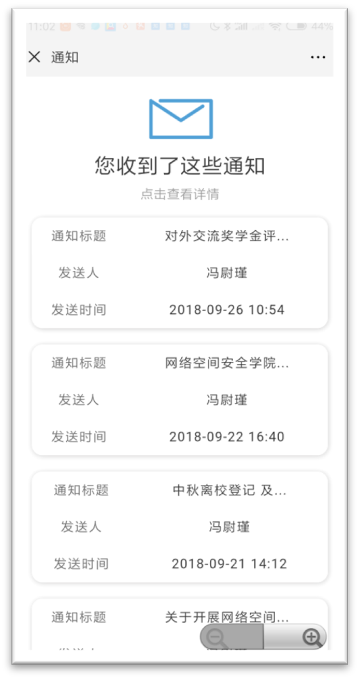 11:02
44%
通知
您收到了这些通知
点击查看详情
通知标题 对外交流奖学金评...
发送人 冯尉瑾
发送时间 2018-09-26 10:54
通知标题 网络空间安全学院...
发送人 冯尉瑾
发送时间 2018-09-22 16:40
通知标题 中秋离校登记 及...
发送人 冯尉瑾
发送时间 2018-09-21 14:12
通知标题 关于开展网络空间...